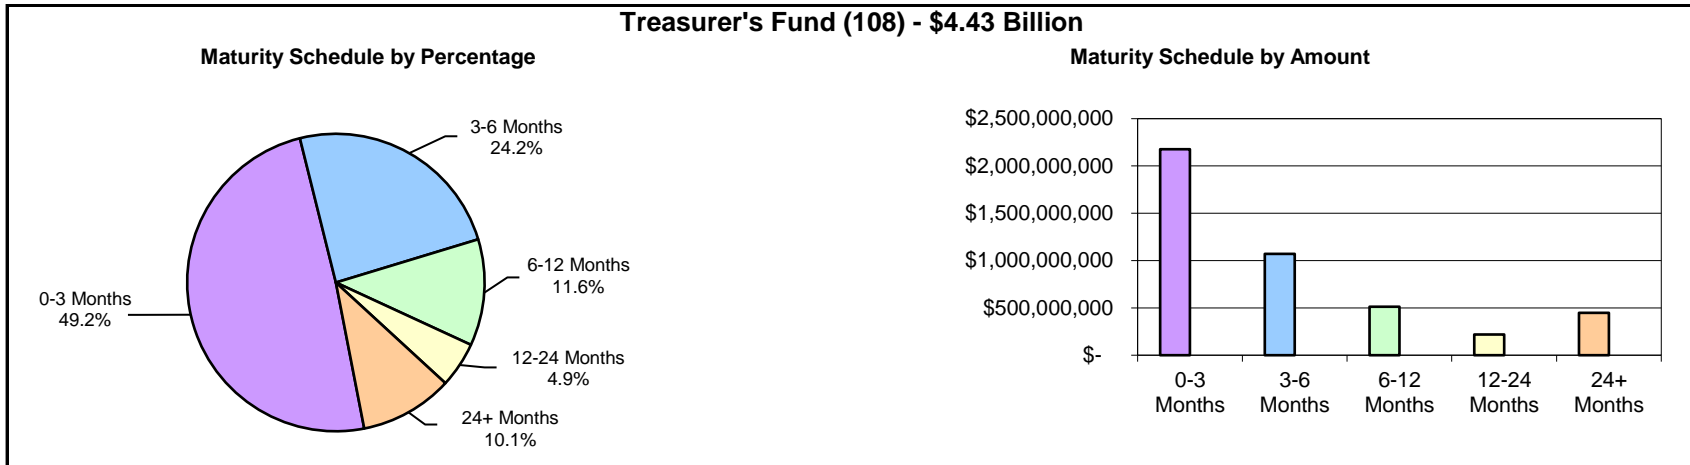 Treasurer's Fund (108) - $4.43 Billion
Maturity Schedule by Percentage
3-6 Months
24.2%
6-12 Months
11.6%
0-3 Months
49.2%
12-24 Months
4.9%
24+ Months
10.1%
Maturity Schedule by Amount
$2,500,000,000
$2,000,000,000
$1,500,000,000
$1,000,000,000
$500,000,000
$-
0-3
Months
3-6
Months
6-12
Months
12-24
Months
24+
Months